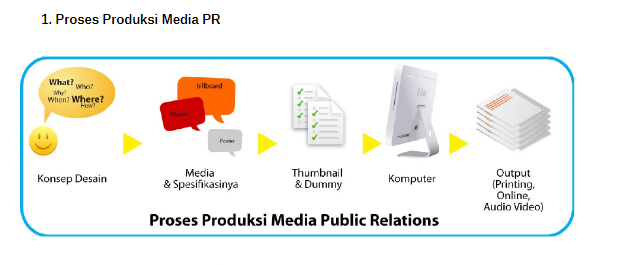 1. Proses Produksi Media PR
What? Who?
Why?
When? Where?
How?
billboard
Poster
Konsep Desain
Media
& Spesifikasinya
Thumbnail
& Dummy
Komputer
Output
(Printing,
Online,
Audio Video)
Proses Produksi Media Public Relations